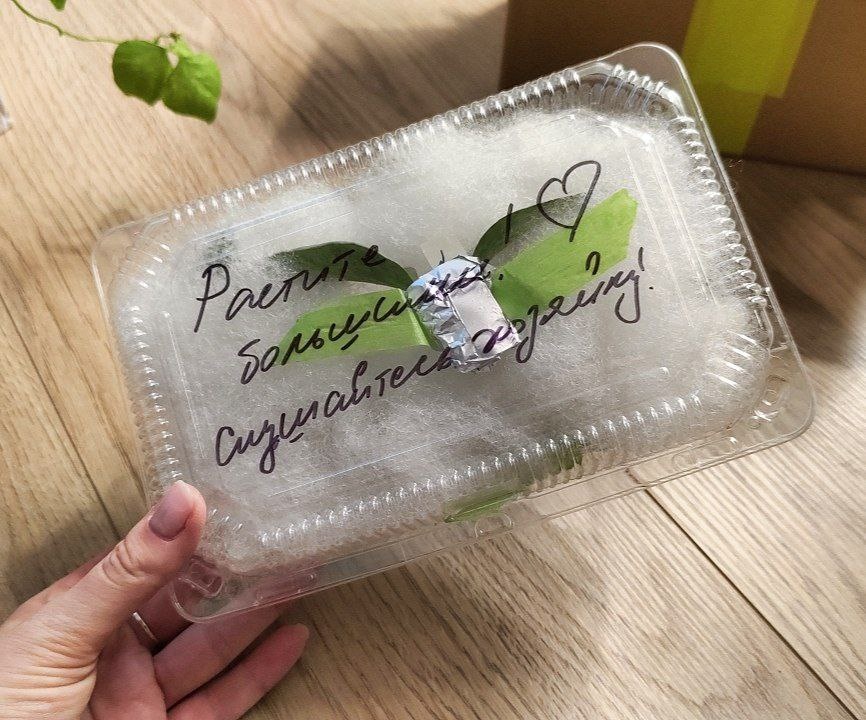 Растите
большими! ! ♡
Слушайтесь хозяйку!